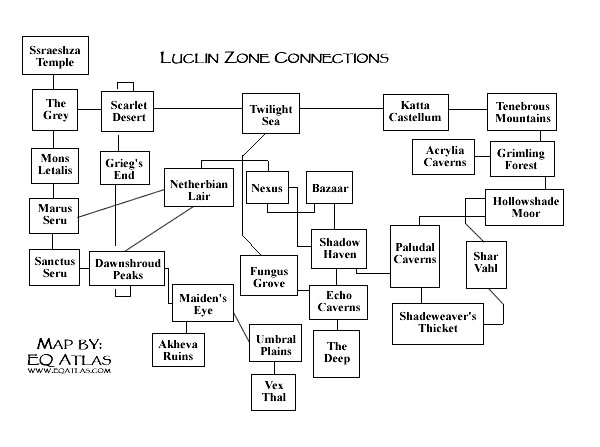 Ssraeshza
Temple
Luclin Zone Connections
The
Grey
Scarlet
Desert
Twilight
Sea
Katta
Castellum
Tenebrous
Mountains
Mons
Letalis
Grieg's
End
Acrylia
Caverns
Grimling
Forest
Netherbian
Lair
Nexus
Bazaar
Hollowshade
Moor
Marus
Seru
Shadow
Haven
Paludal
Caverns
Shar
Vahl
Sanctus
Seru
Dawnshroud
Peaks
Fungus
Grove
Maiden's
Eye
Echo
Caverns
Shadeweaver's
Thicket
Akheva
Ruins
Umbral
Plains
The
Deep
Vex
Thal
Map by:
EQ Atlas
www.eqatlas.com